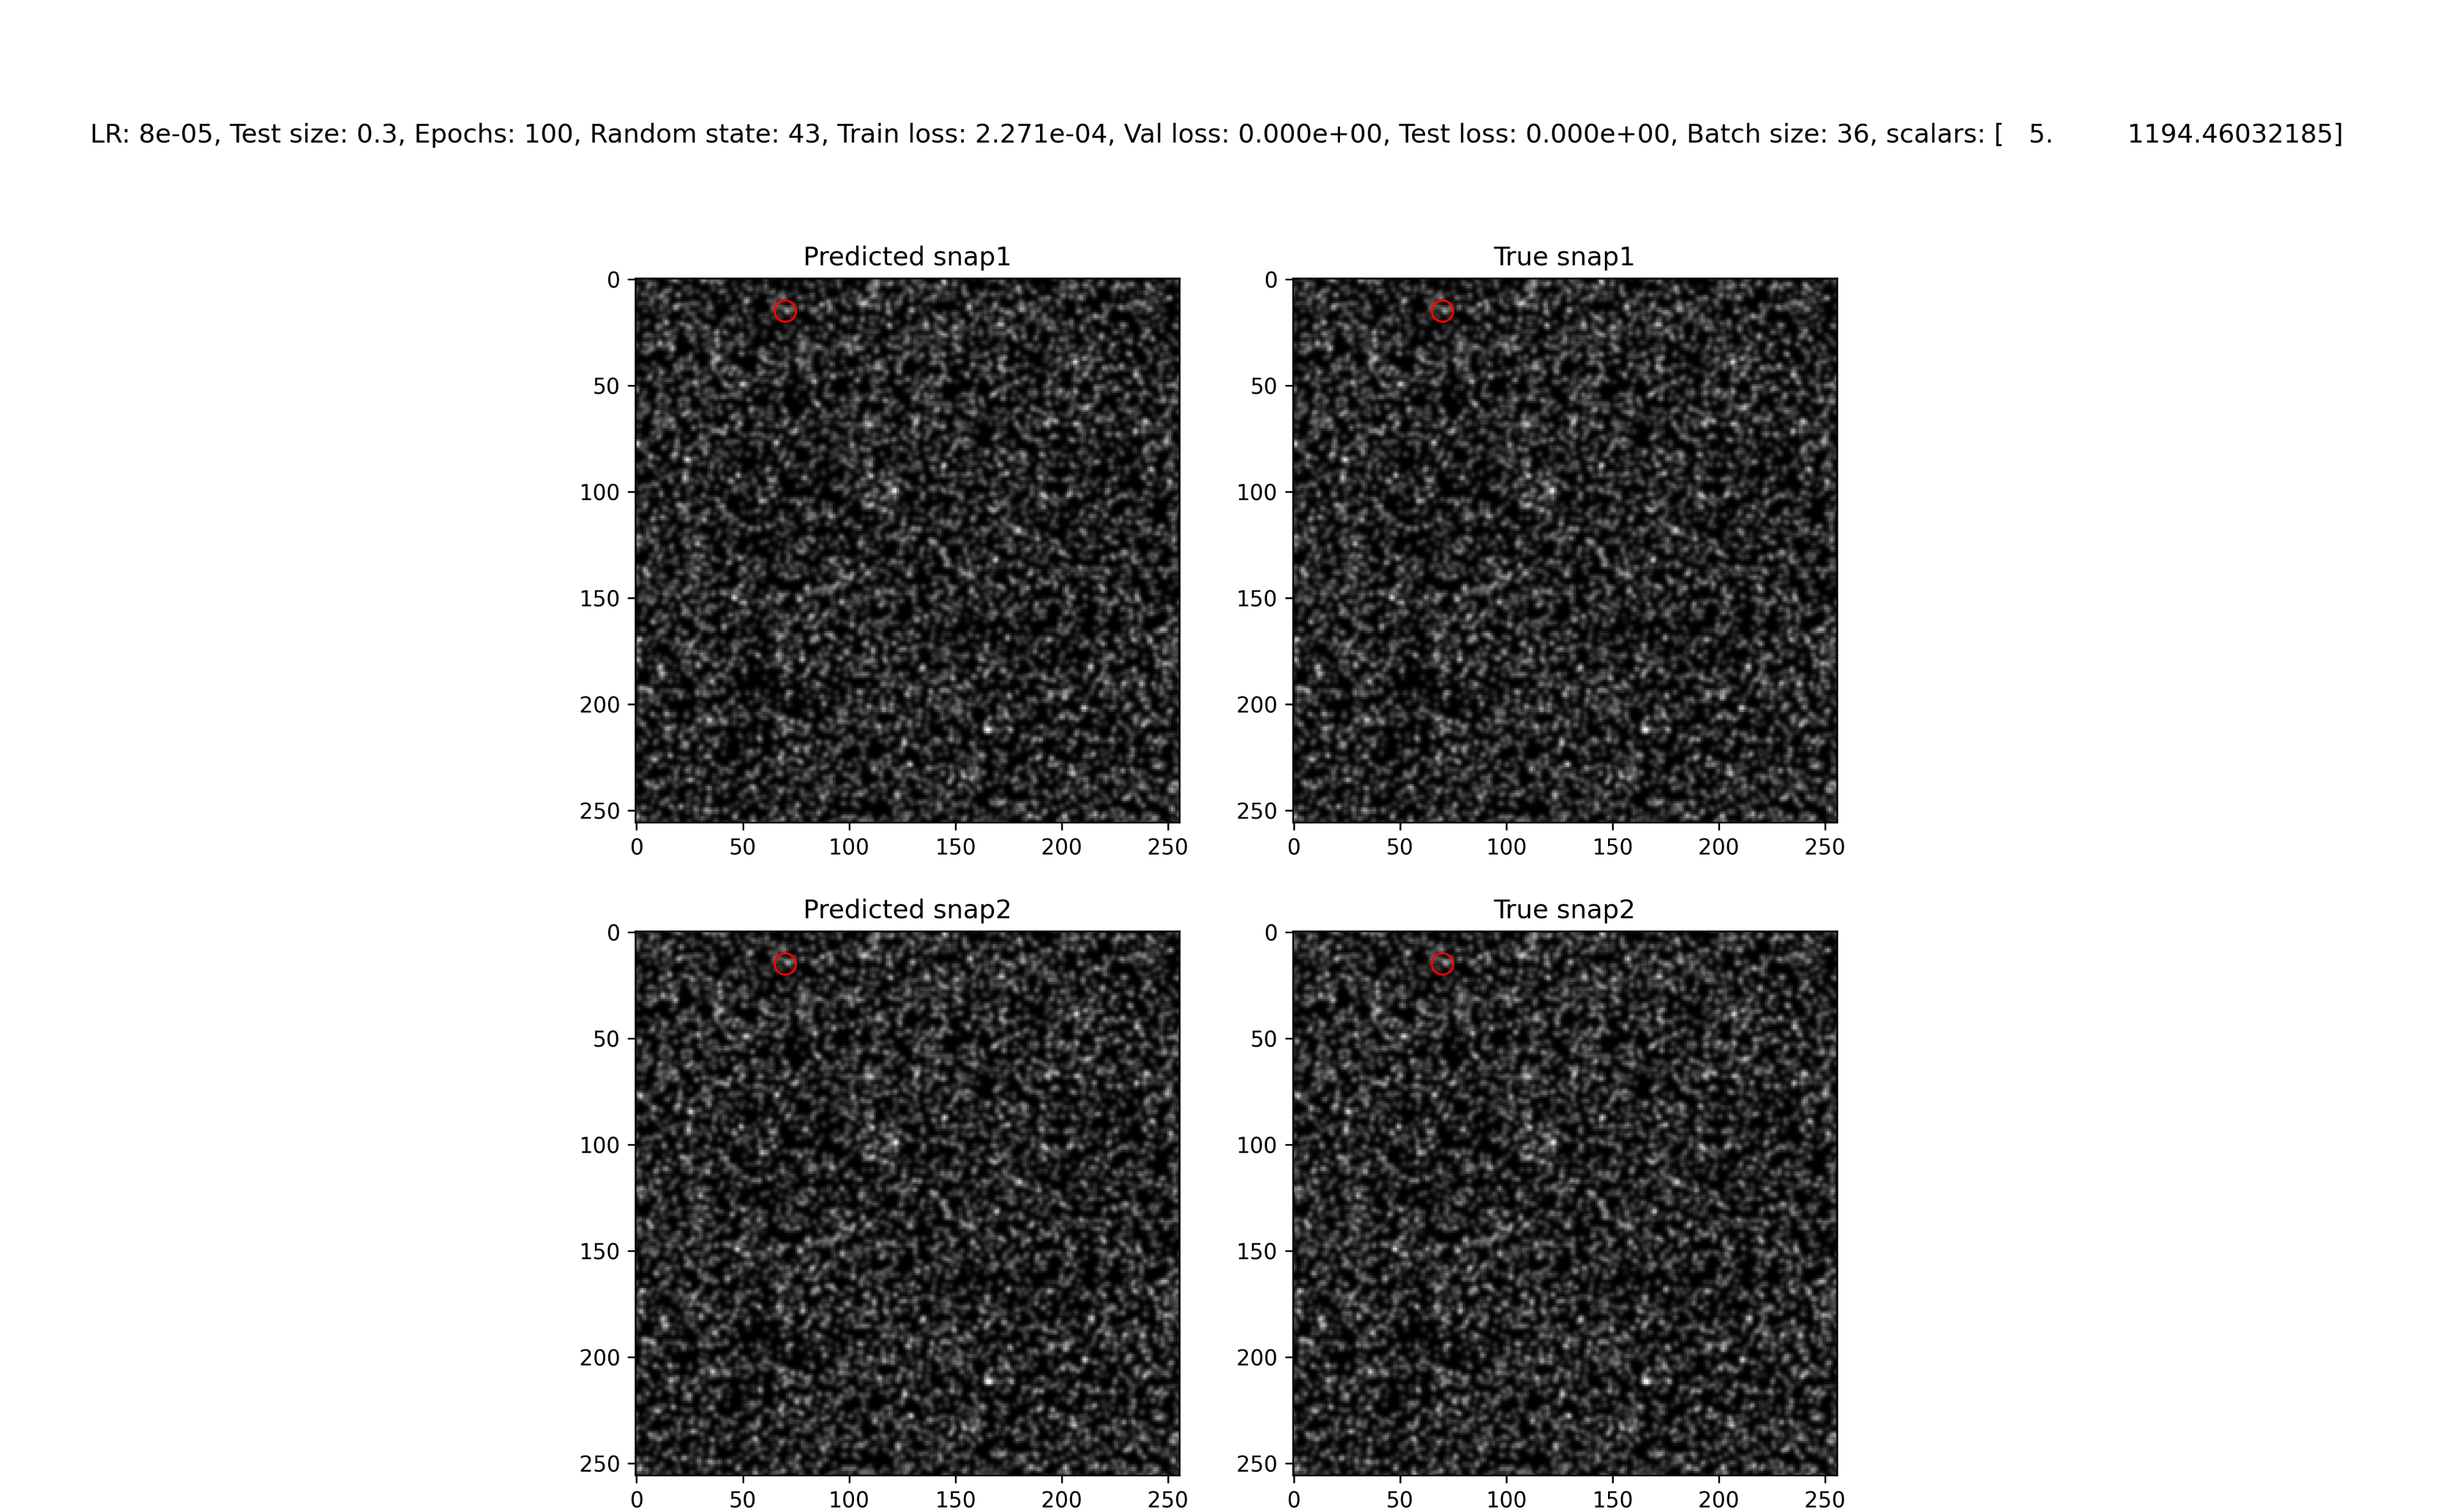 LR: 8e-05, Test size: 0.3, Epochs: 100, Random state: 43, Train loss: 2.271e-04, Val loss: 0.000e+00, Test loss: 0.000e+00, Batch size: 36, scalars: [   5.         1194.46032185]
Predicted snap1
True snap1
0
50
100
150
200
250
0 50 100 150 200 250
0
50
100
150
200
250
0 50 100 150 200 250
Predicted snap2
True snap2
0
50
100
150
200
250
0 50 100 150 200 250
0
50
100
150
200
250
0 50 100 150 200 250